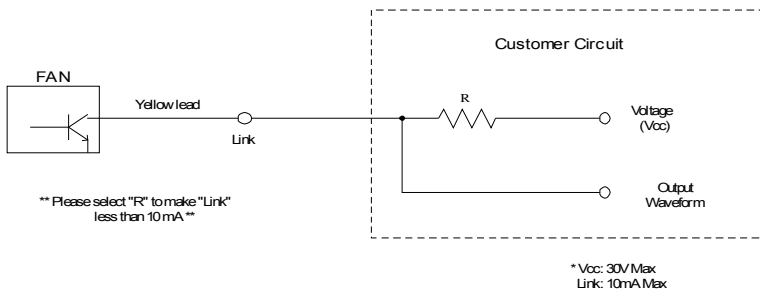 Customer Circuit
FAN
Yellow lead
R
Voltage
(Vcc)
Link
Output
Waveform
** Please select "R" to make "Link"
less than 10 mA **
* Vcc: 30V Max
Link: 10mA Max